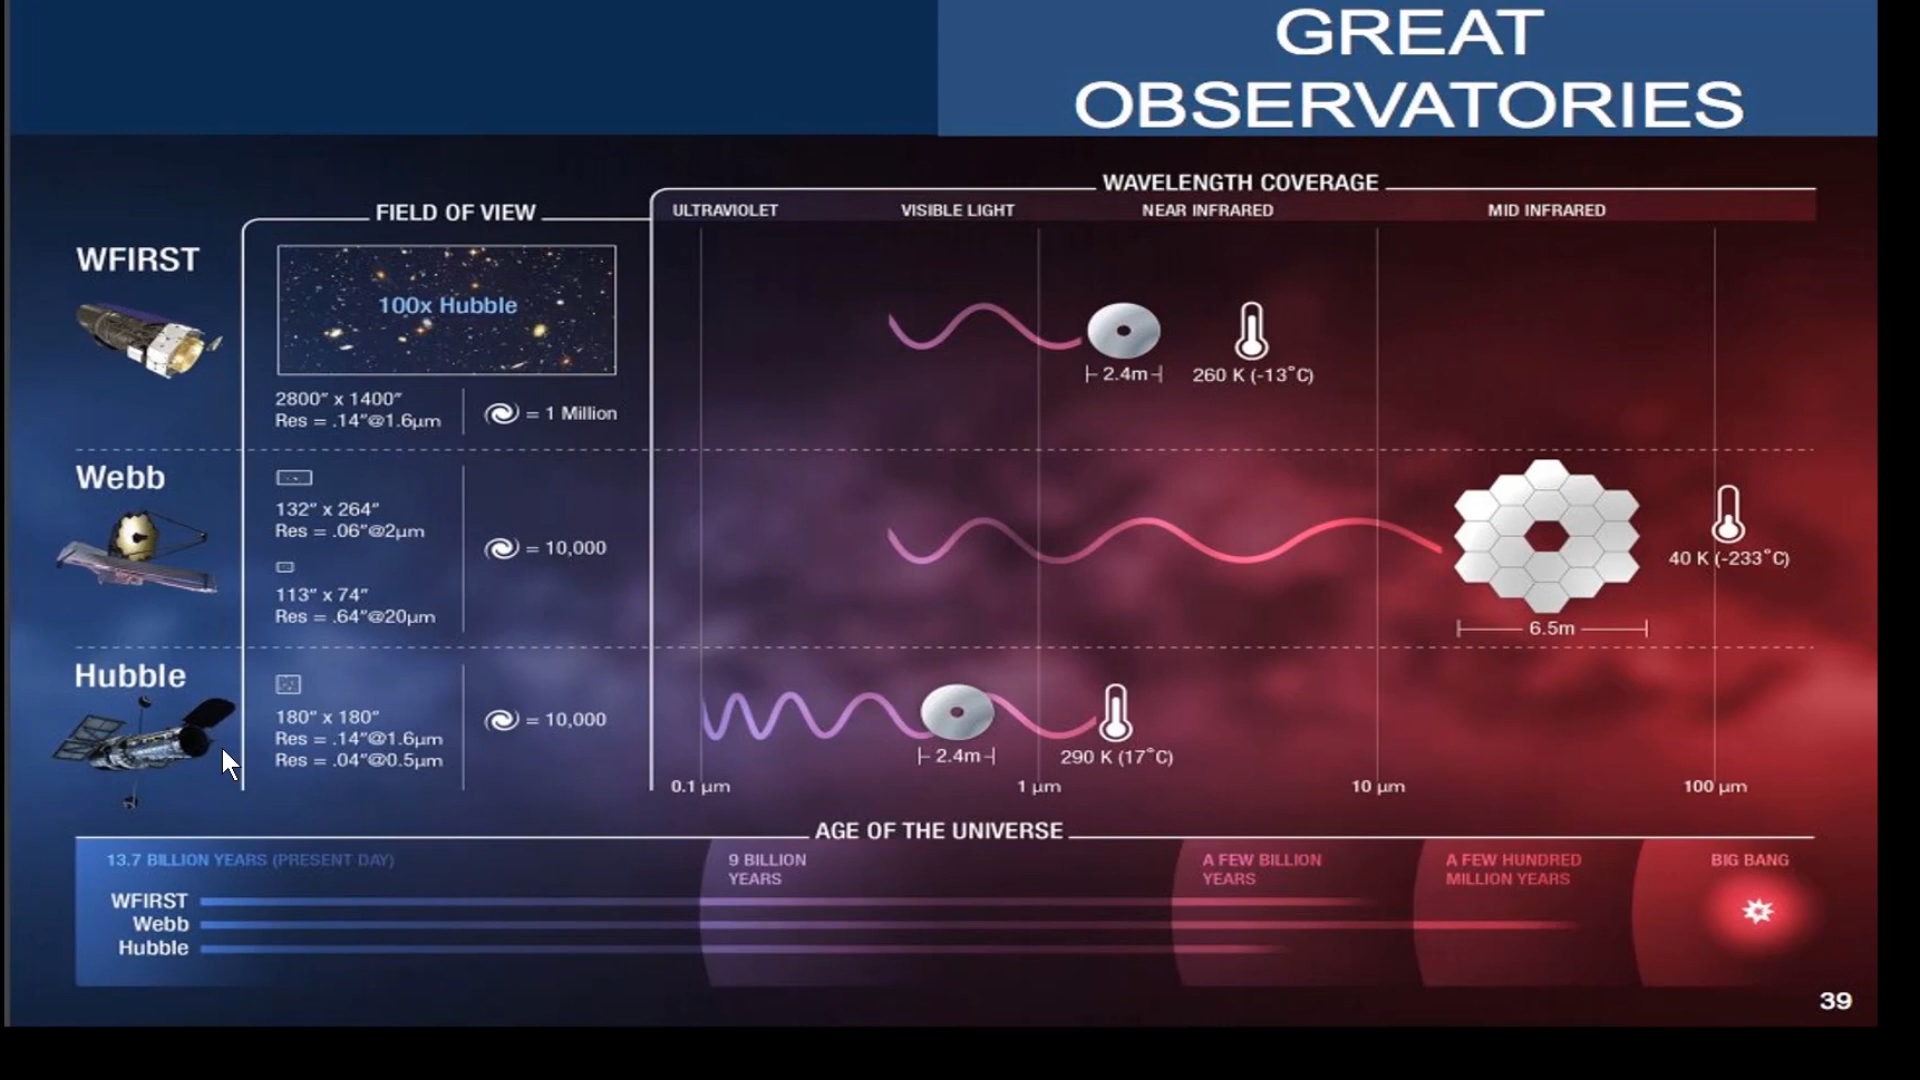 GREAT
OBSERVATORIES
WAVELENGTH COVERAGE
FIELD OF VIEW
ULTRAVIOLET
VISIBLE LIGHT
NEAR INFRARED
MID INFRARED
WFIRST
100x Hubble
2800" x 1400"
Res = .14"@1.6µm
= 1 Million
2.4m
260 K (-13°C)
Webb
132" x 264"
Res = .06"@2µm
113" x 74"
Res = .64"@20µm
= 10,000
6.5m
40 K (-233°C)
Hubble
180" x 180"
Res = .14"@1.6µm
Res = .04"@0.5µm
= 10,000
2.4m
290 K (17°C)
0.1 µm
1 µm
10 µm
100 µm
AGE OF THE UNIVERSE
13.7 BILLION YEARS (PRESENT DAY)
9 BILLION
YEARS
A FEW BILLION
YEARS
A FEW HUNDRED
MILLION YEARS
BIG BANG
WFIRST
Webb
Hubble
39